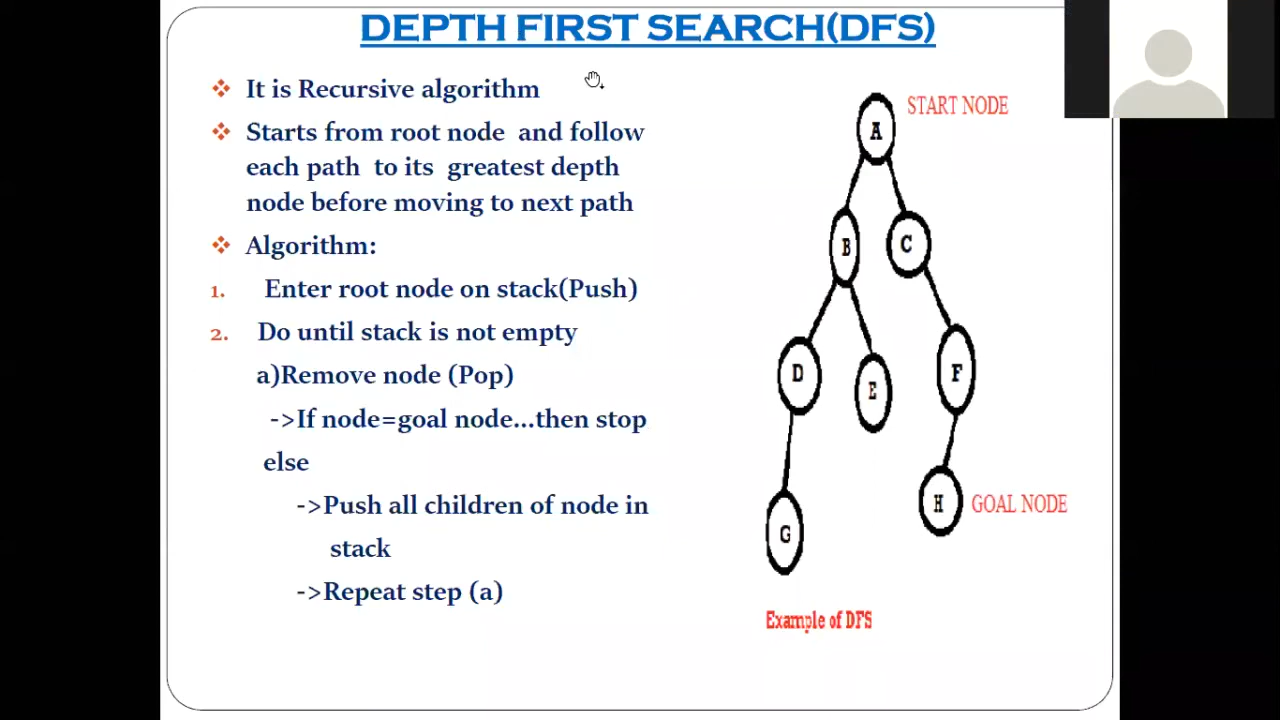 DEPTH FIRST SEARCH(DFS)
It is Recursive algorithm
Starts from root node and follow
each path to its greatest depth
node before moving to next path
Algorithm:
1. Enter root node on stack(Push)
2. Do until stack is not empty
a)Remove node (Pop)
->If node=goal node...then stop
else
->Push all children of node in
stack
->Repeat step (a)
A START NODE
B C
D E F
G H GOAL NODE
Example of DFS